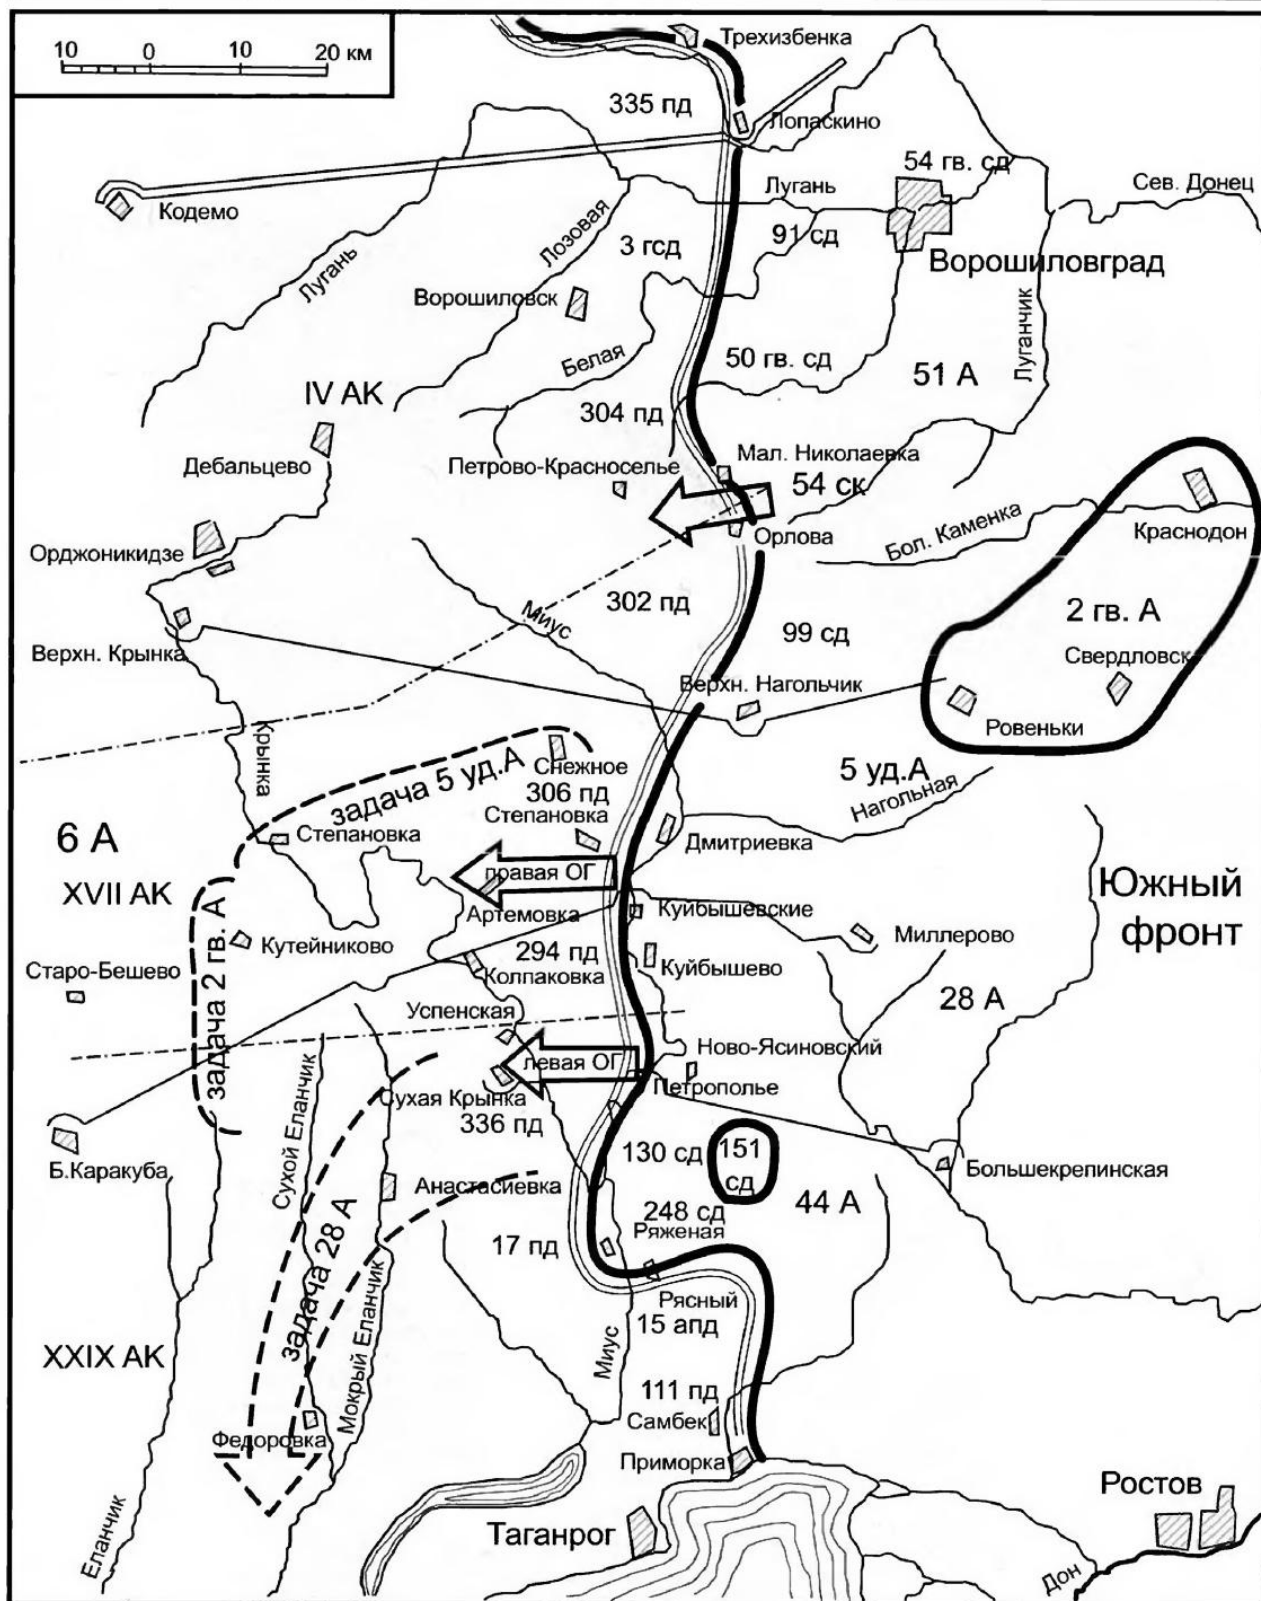 10 0 10 20 км
Трехизбенка
335 пд
Лопаскино
54 гв. сд
Кодемо
Лугань
Сев. Донец
Лозовая
3 гсд
91 сд
Ворошиловград
Лугань
Ворошиловск
Луганчик
Белая
50 гв. сд
51 А
IV АК
304 пд
Дебальцево
Петрово-Красноселье
Мал. Николаевка
54 ск
Орлова
Бол. Каменка
Краснодон
Орджоникидзе
302 пд
Миус
99 сд
2 гв. А
Верхн. Крынка
Свердловск
Верхн. Нагольчик
Ровеньки
Крынка
Снежное
задача 5 уд.А
306 пд
5 уд.А
Нагольная
Степановка
6 А
Степановка
Дмитриевка
правая ОГ
XVII АК
Артемовка
Куйбышевские
Южный
фронт
Миллерово
Кутейниково
294 пд
Колпаковка
Куйбышево
Старо-Бешево
задача 2 гв. А
28 А
Успенская
Ново-Ясиновский
левая ОГ
Петрополье
Сухая Крынка
336 пд
Сухой Еланчик
Б.Каракуба
130 сд
151
сд
Большекрепинская
Анастасиевка
44 А
248 сд
Ряженая
17 пд
задача 28 А
Рясный
15 апд
XXIX АК
Мокрый Еланчик
Миус
111 пд
Самбек
Федоровка
Приморка
Ростов
Таганрог
Еланчик
Дон